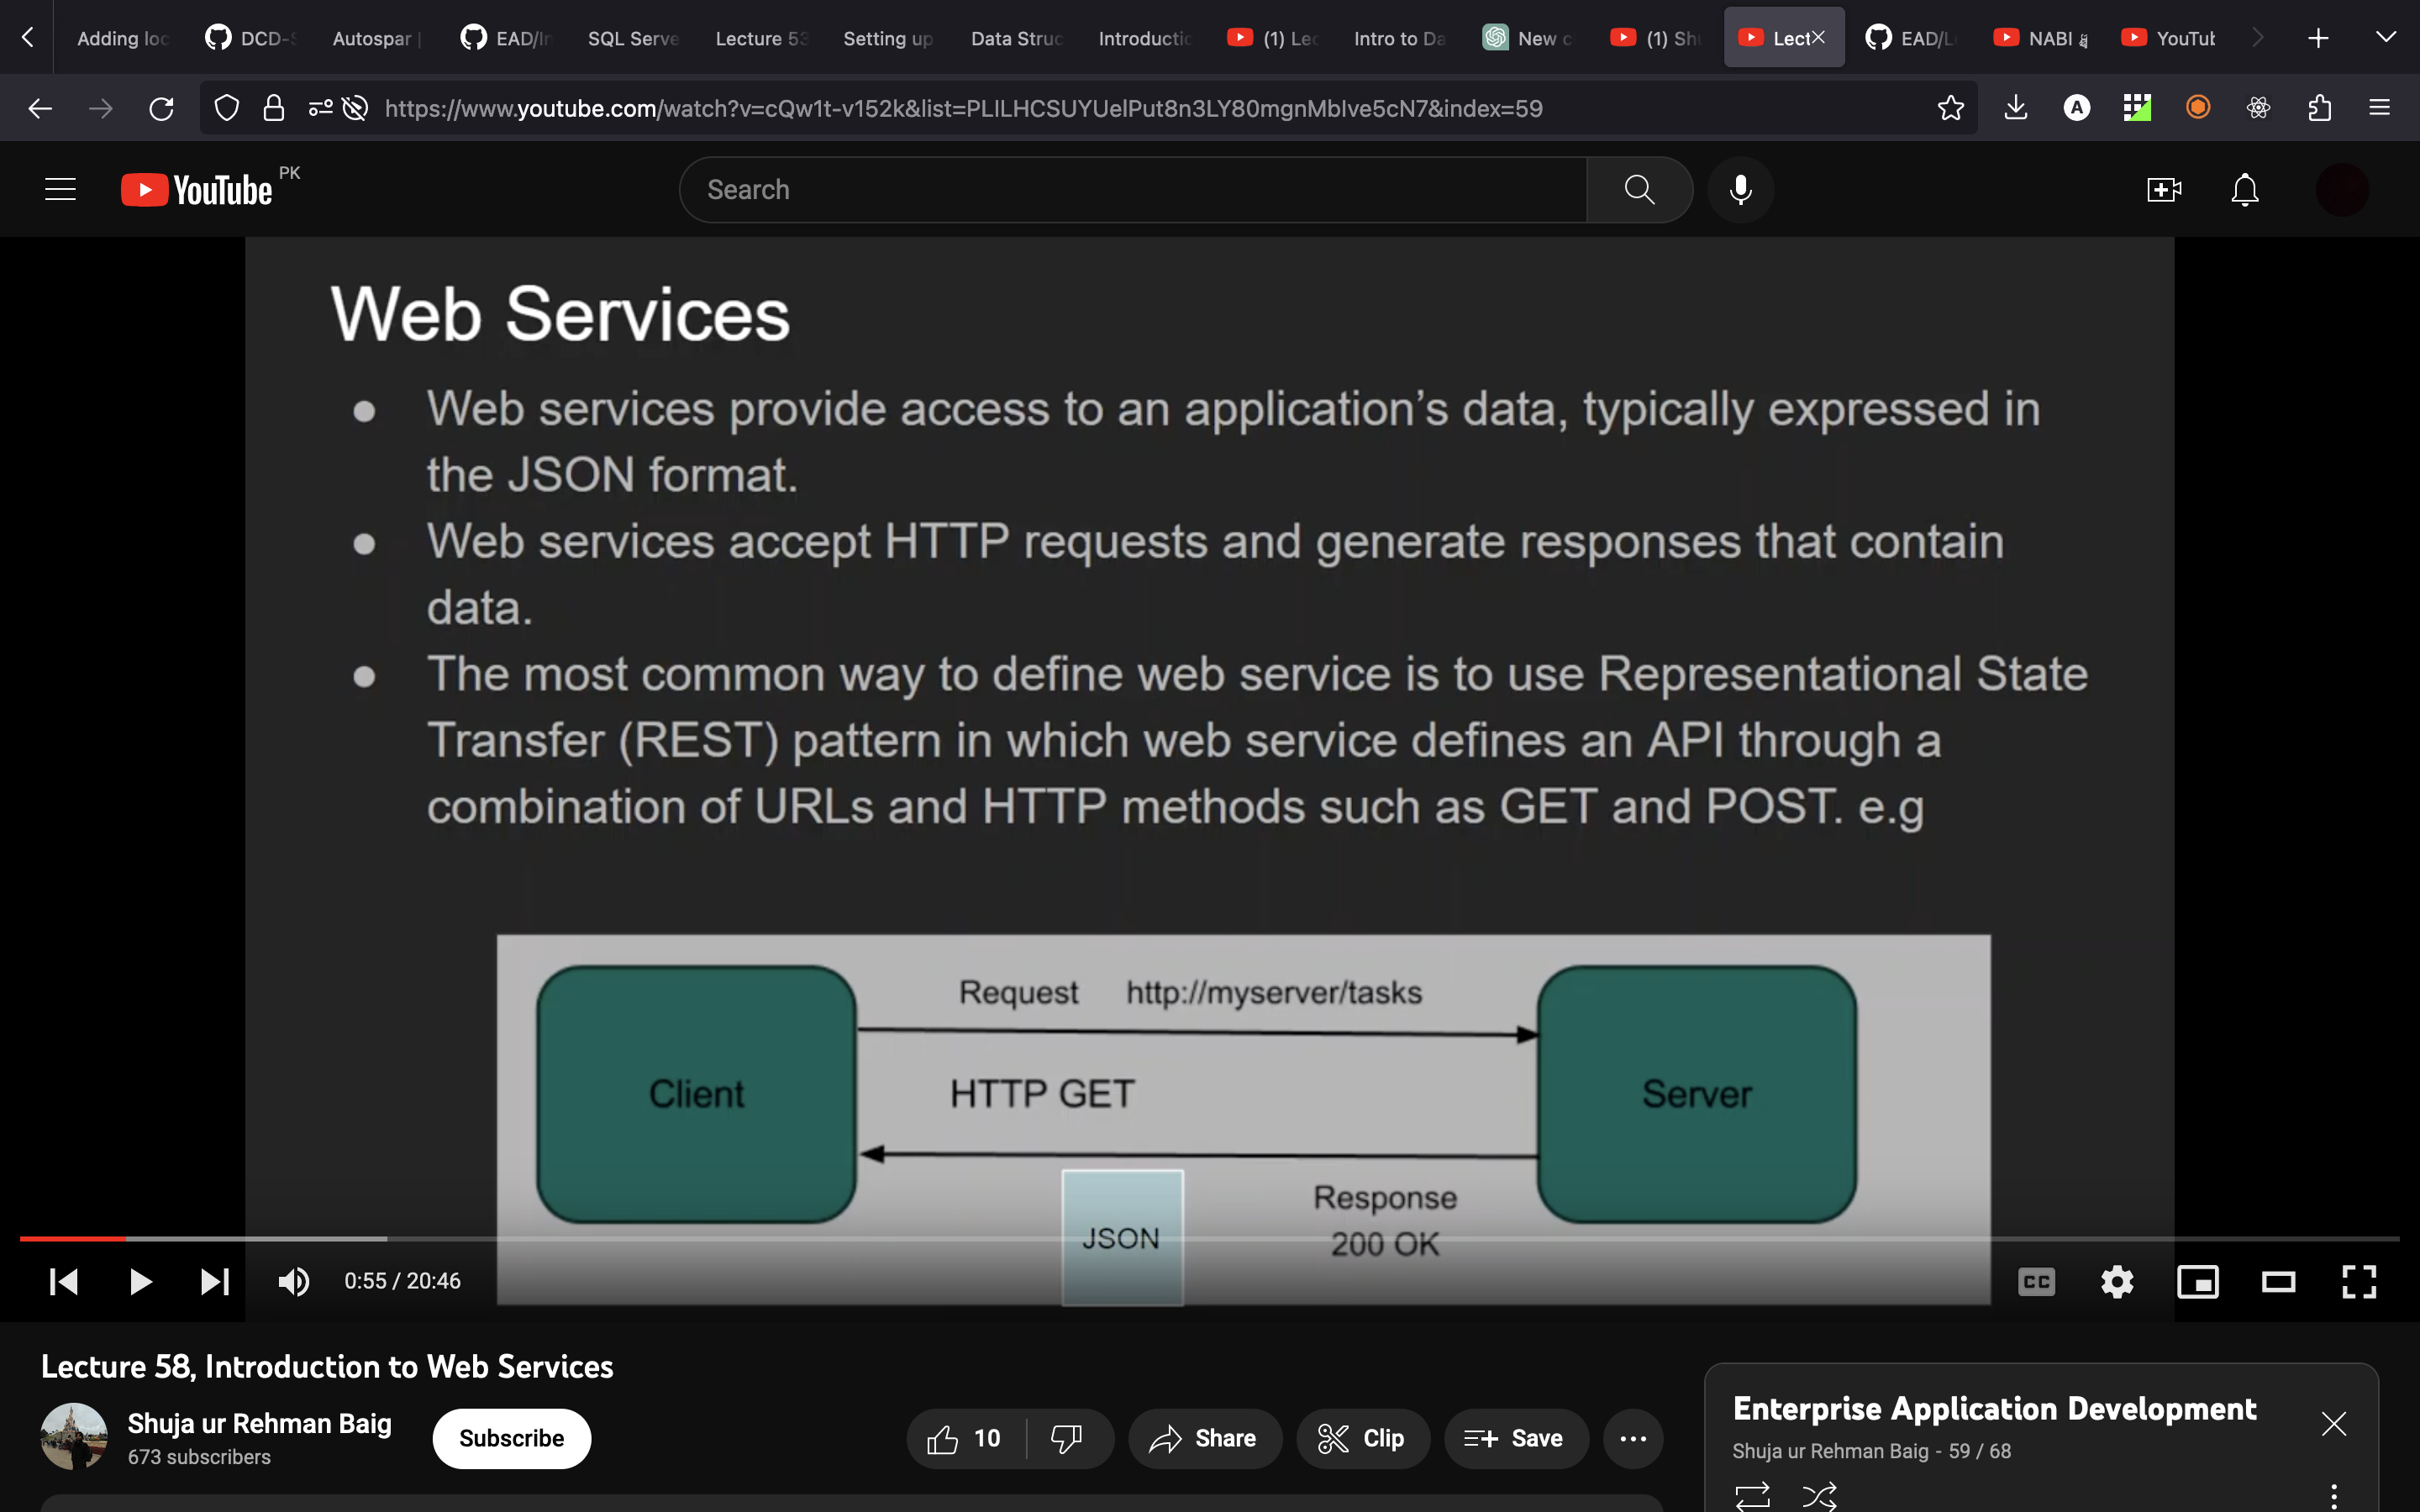 Adding loc
DCD-S
Autospar
EAD/In
SQL Serve
Lecture 53
Setting up
Data Struc
Introductic
(1) Lec
Intro to Da
New c
(1) Shu
Lect
EAD/L
NABI
YouTub
https://www.youtube.com/watch?v=cQw1t-v152k&list=PLlLHCSUYUelPut8n3LY80mgnMbIve5cN7&index=59
A
YouTube PK
Search
Web Services
● Web services provide access to an application’s data, typically expressed in
the JSON format.
● Web services accept HTTP requests and generate responses that contain
data.
● The most common way to define web service is to use Representational State
Transfer (REST) pattern in which web service defines an API through a
combination of URLs and HTTP methods such as GET and POST. e.g
Request http://myserver/tasks
Client
HTTP GET
Server
JSON
Response
200 OK
0:55 / 20:46
CC
Lecture 58, Introduction to Web Services
Shuja ur Rehman Baig
673 subscribers
Subscribe
10
Share
Clip
Save
Enterprise Application Development
Shuja ur Rehman Baig - 59 / 68